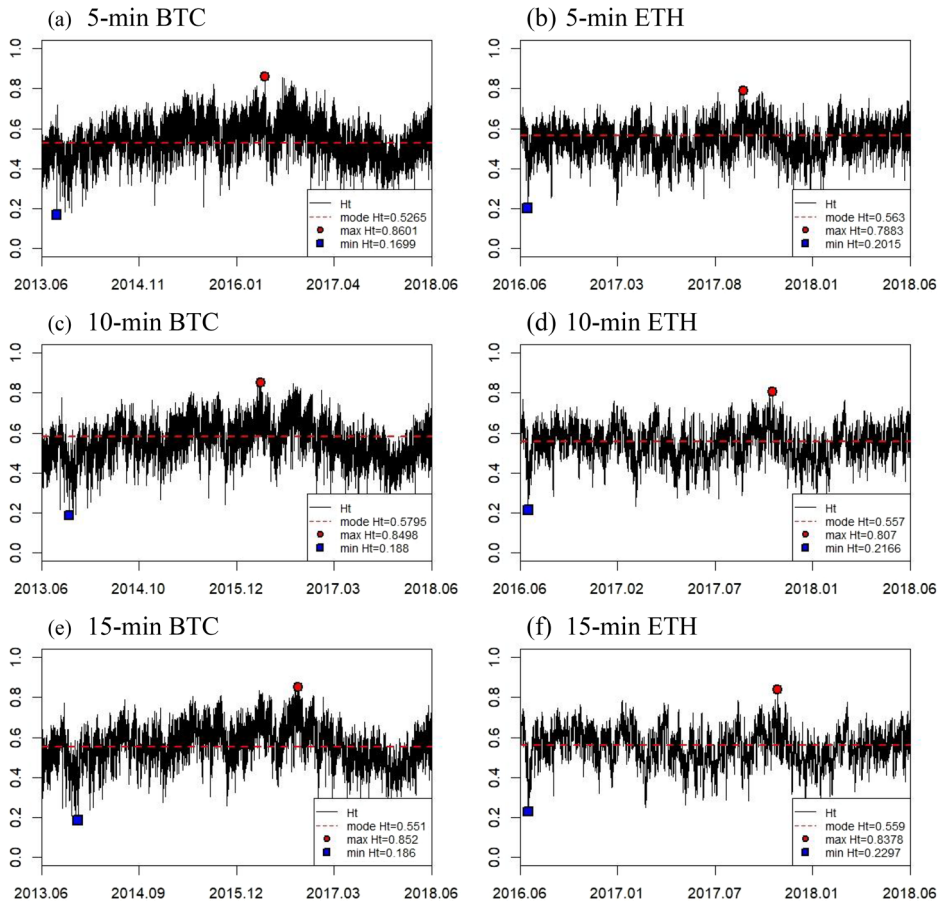 (a) 5-min BTC
1.0
0.8
0.6
0.4
0.2
0.0
Ht
mode Ht=0.5265
max Ht=0.8601
min Ht=0.1699
2013.06 2014.11 2016.01 2017.04 2018.06
(b) 5-min ETH
1.0
0.8
0.6
0.4
0.2
0.0
Ht
mode Ht=0.563
max Ht=0.7883
min Ht=0.2015
2016.06 2017.03 2017.08 2018.01 2018.06
(c) 10-min BTC
1.0
0.8
0.6
0.4
0.2
0.0
Ht
mode Ht=0.5795
max Ht=0.8498
min Ht=0.188
2013.06 2014.10 2015.12 2017.03 2018.06
(d) 10-min ETH
1.0
0.8
0.6
0.4
0.2
0.0
Ht
mode Ht=0.557
max Ht=0.807
min Ht=0.2166
2016.06 2017.02 2017.07 2018.01 2018.06
(e) 15-min BTC
1.0
0.8
0.6
0.4
0.2
0.0
Ht
mode Ht=0.551
max Ht=0.852
min Ht=0.186
2013.06 2014.09 2015.12 2017.03 2018.06
(f) 15-min ETH
1.0
0.8
0.6
0.4
0.2
0.0
Ht
mode Ht=0.559
max Ht=0.8378
min Ht=0.2297
2016.06 2017.01 2017.07 2018.01 2018.06